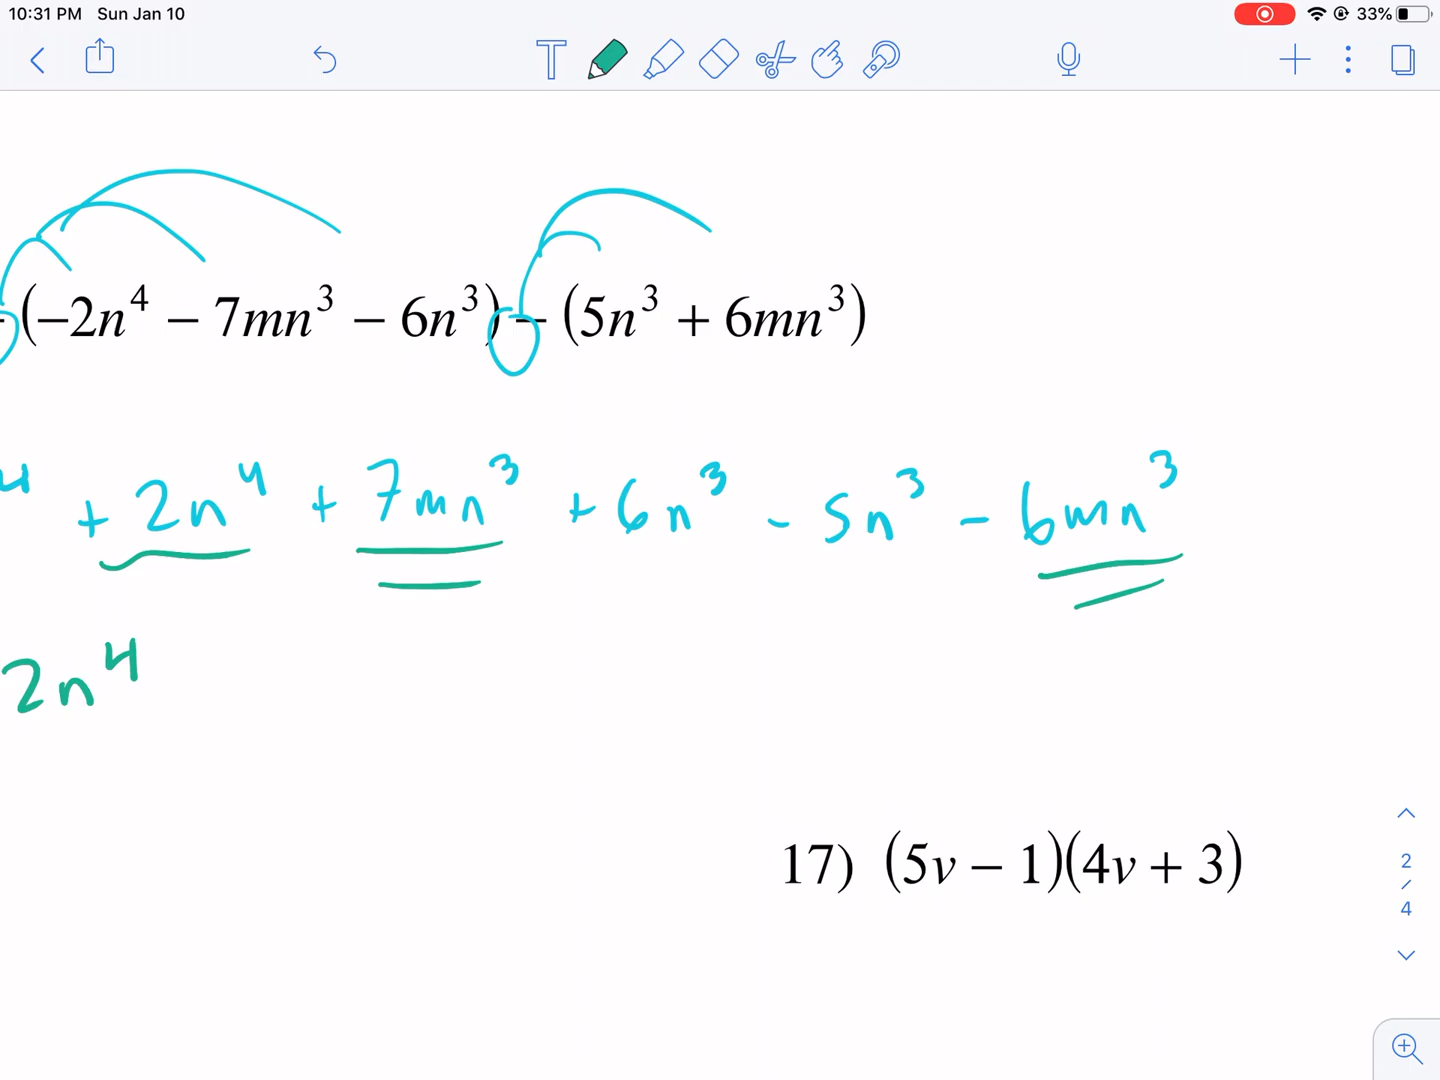 10:31 PM Sun Jan 10 33%
T
-(−2n⁴ − 7mn³ − 6n³) − (5n³ + 6mn³)
4 + 2n⁴ + 7mn³ + 6n³ - 5n³ - 6mn³
2n⁴
17) (5v − 1)(4v + 3)
2
/
4